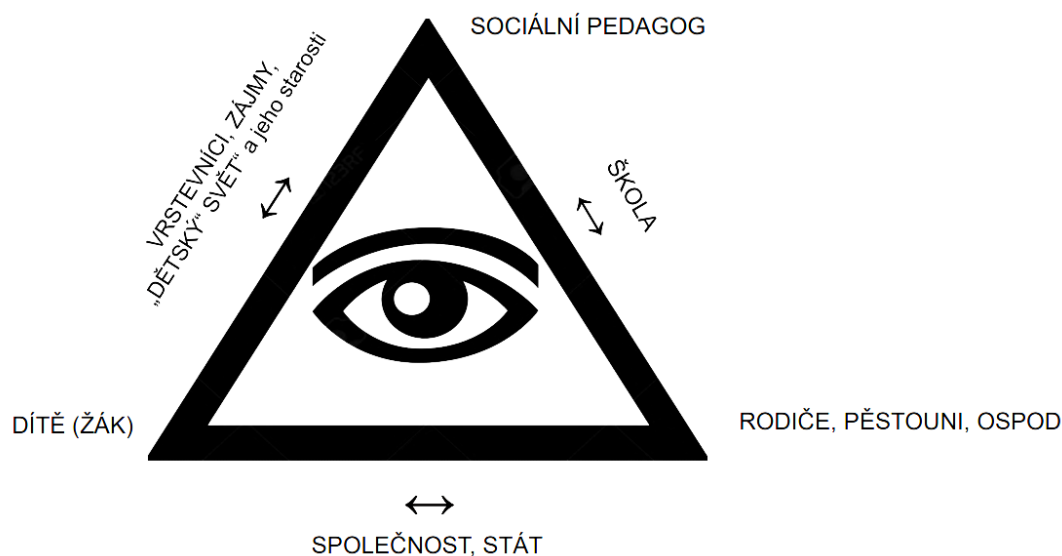 SOCIÁLNÍ PEDAGOG
VRSTEVNÍCI, ZÁJMY,
„DĚTSKÝ“ SVĚT“ a jeho starosti
ŠKOLA
DÍTĚ (ŽÁK)
RODIČE, PĚSTOUNI, OSPOD
SPOLEČNOST, STÁT